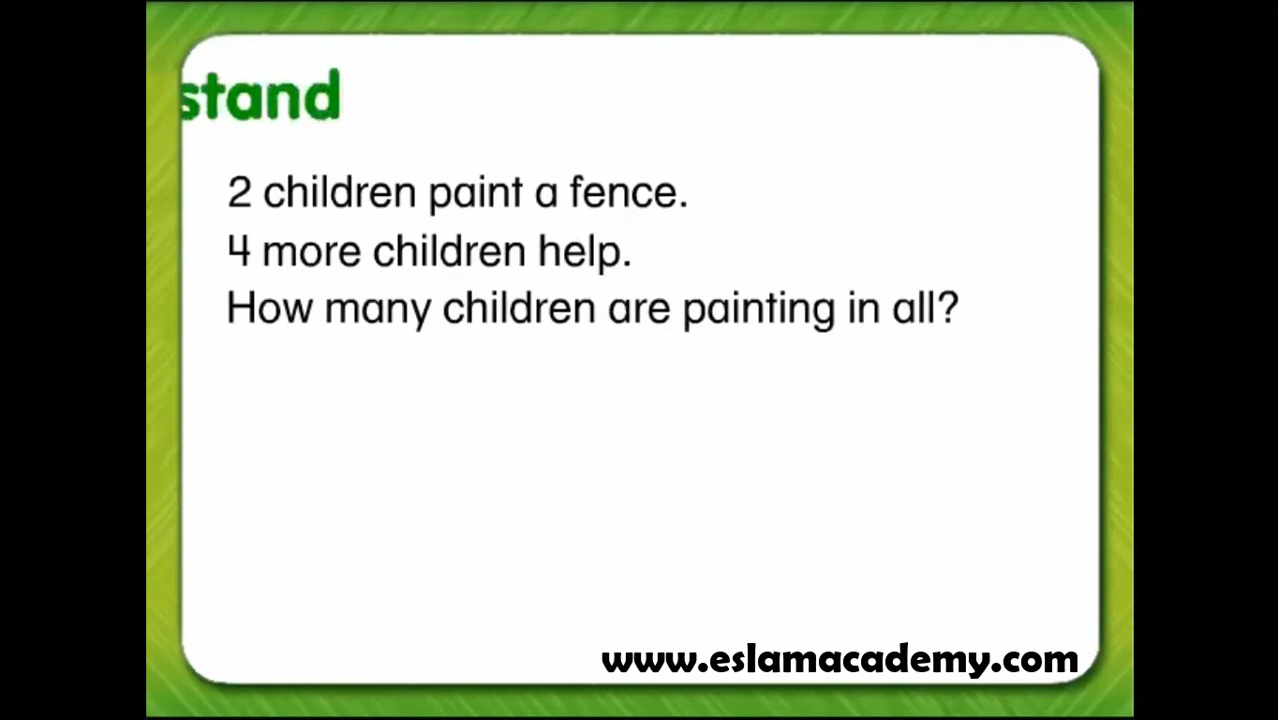 stand
2 children paint a fence.
4 more children help.
How many children are painting in all?
www.eslamacademy.com